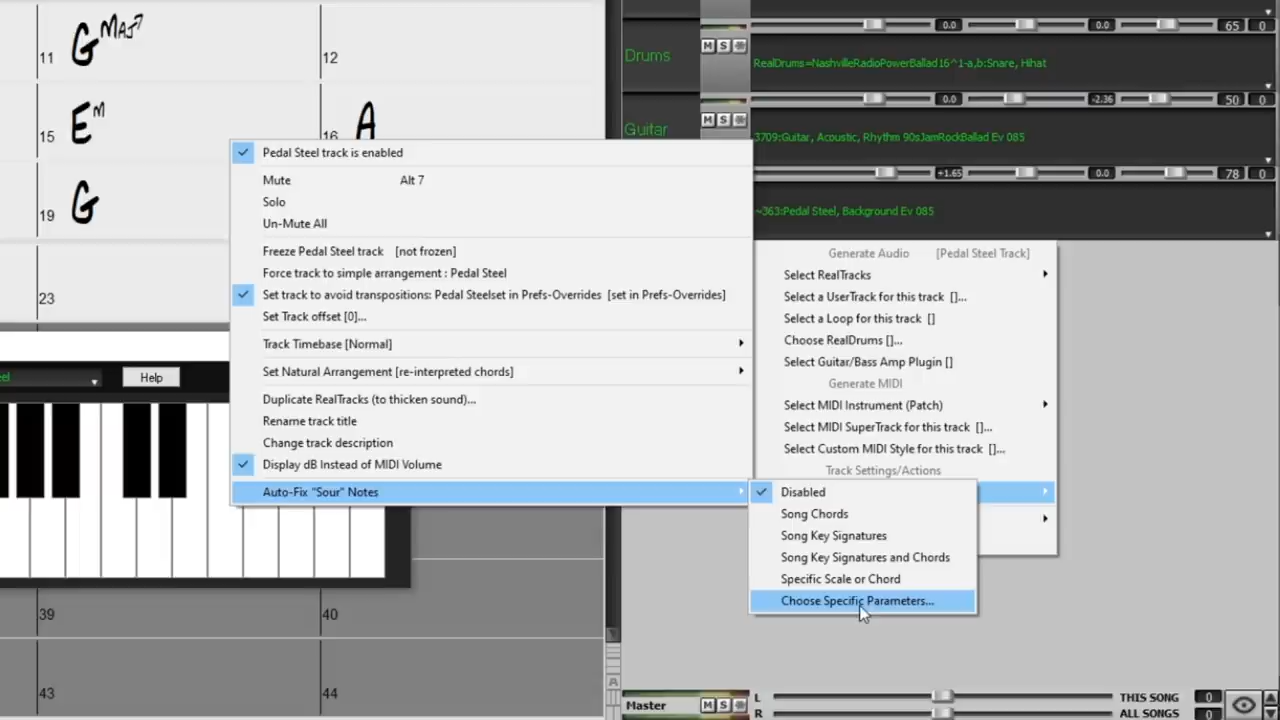 11 GMAJ7
12
15 EM
16 A
19 G
23
el
Help
39
40
43
44
0.0 0.0 65 0
Drums
M S
RealDrums=NashvilleRadioPowerBallad16^1-a,b:Snare, Hihat
0.0 -2.36 50 0
Guitar
M S
3709:Guitar, Acoustic, Rhythm 90sJamRockBallad Ev 085
+1.65 0.0 78 0
~363:Pedal Steel, Background Ev 085
Pedal Steel track is enabled
Mute Alt 7
Solo
Un-Mute All
Freeze Pedal Steel track [not frozen]
Force track to simple arrangement : Pedal Steel
Set track to avoid transpositions: Pedal Steelset in Prefs-Overrides [set in Prefs-Overrides]
Set Track offset [0]...
Track Timebase [Normal]
Set Natural Arrangement [re-interpreted chords]
Duplicate RealTracks (to thicken sound)...
Rename track title
Change track description
Display dB Instead of MIDI Volume
Auto-Fix "Sour" Notes
Generate Audio [Pedal Steel Track]
Select RealTracks
Select a UserTrack for this track []...
Select a Loop for this track []
Choose RealDrums []...
Select Guitar/Bass Amp Plugin []
Generate MIDI
Select MIDI Instrument (Patch)
Select MIDI SuperTrack for this track []...
Select Custom MIDI Style for this track []...
Track Settings/Actions
Disabled
Song Chords
Song Key Signatures
Song Key Signatures and Chords
Specific Scale or Chord
Choose Specific Parameters...
A
Master
M S
L
R
THIS SONG 0
ALL SONGS 0